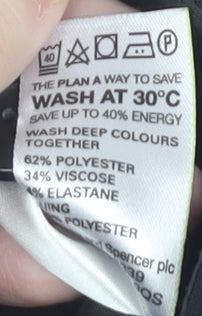 40 P
THE PLAN A WAY TO SAVE
WASH AT 30°C
SAVE UP TO 40% ENERGY
WASH DEEP COLOURS
TOGETHER
62% POLYESTER
34% VISCOSE
4% ELASTANE
POLYESTER
Spencer plc